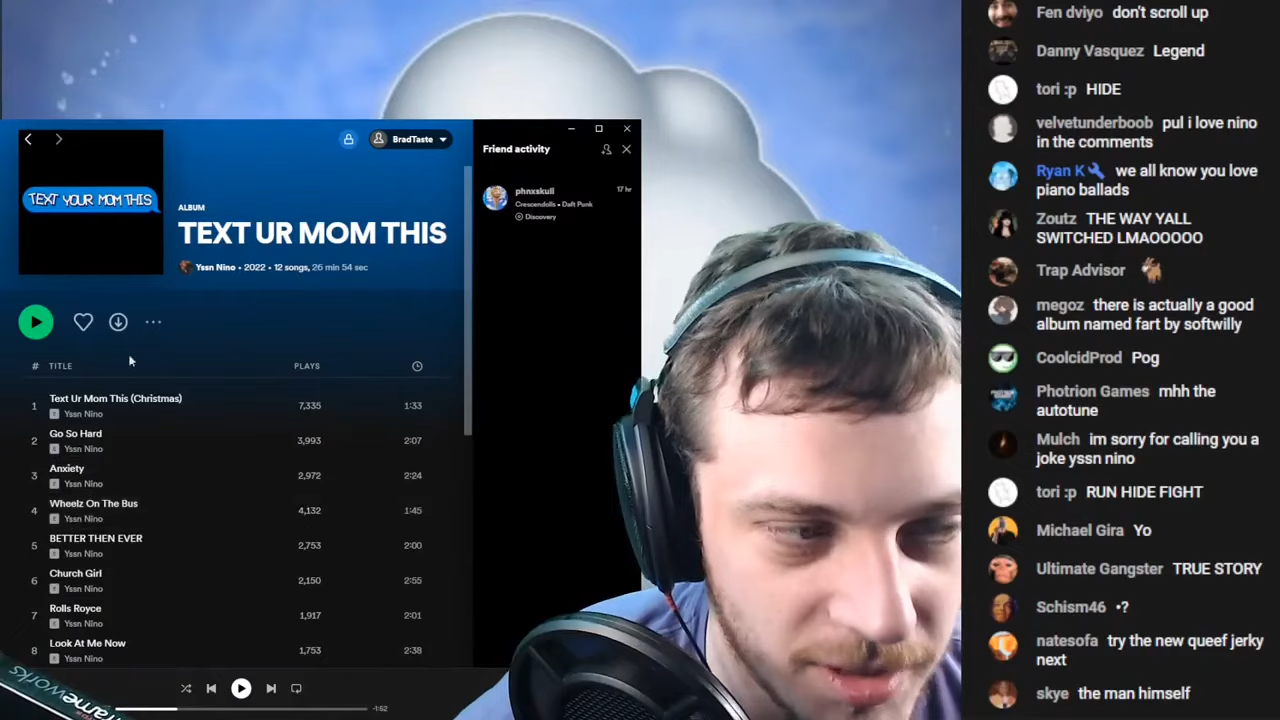 BradTaste
TEXT YOUR MOM THIS
ALBUM
TEXT UR MOM THIS
Yssn Nino • 2022 • 12 songs, 26 min 54 sec
# TITLE PLAYS
1 Text Ur Mom This (Christmas) 7,335 1:33
E Yssn Nino
2 Go So Hard 3,993 2:07
E Yssn Nino
3 Anxiety 2,972 2:24
E Yssn Nino
4 Wheelz On The Bus 4,132 1:45
E Yssn Nino
5 BETTER THEN EVER 2,753 2:00
E Yssn Nino
6 Church Girl 2,150 2:55
E Yssn Nino
7 Rolls Royce 1,917 2:01
E Yssn Nino
8 Look At Me Now 1,753 2:38
E Yssn Nino
-1:52
Friend activity
phnxskull 17 hr
Crescendolls • Daft Punk
Discovery
Fen dviyo don't scroll up
Danny Vasquez Legend
tori :p HIDE
velvetunderboob pul i love nino
in the comments
Ryan K we all know you love
piano ballads
Zoutz THE WAY YALL
SWITCHED LMAOOOOO
Trap Advisor
megoz there is actually a good
album named fart by softwilly
CoolcidProd Pog
Photrion Games mhh the
autotune
Mulch im sorry for calling you a
joke yssn nino
tori :p RUN HIDE FIGHT
Michael Gira Yo
Ultimate Gangster TRUE STORY
Schism46 •?
natesofa try the new queef jerky
next
skye the man himself